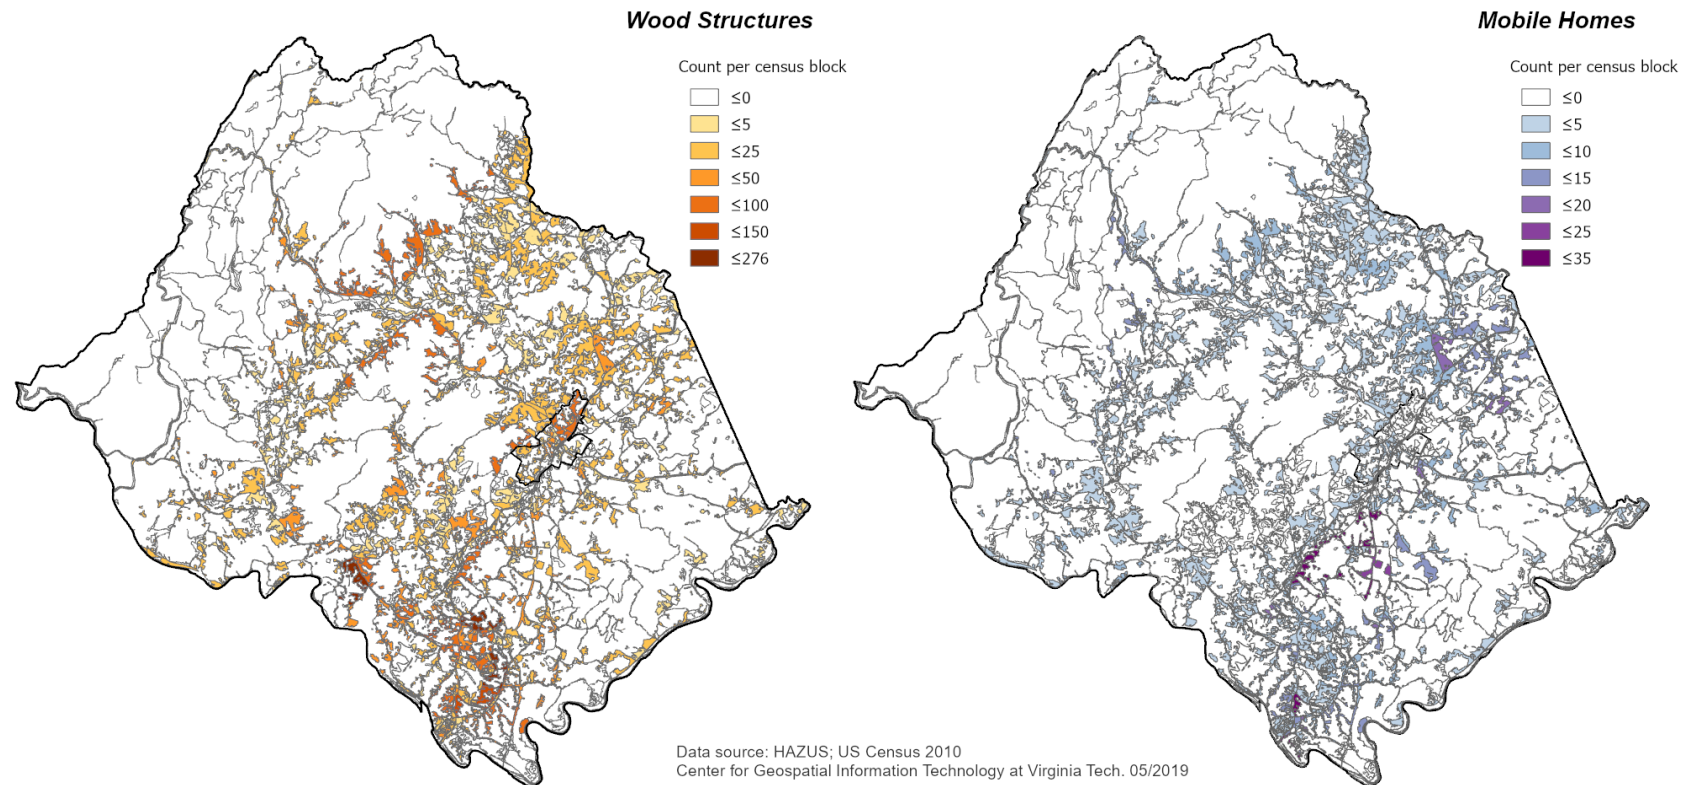 Wood Structures
Count per census block
≤0
≤5
≤25
≤50
≤100
≤150
≤276
Mobile Homes
Count per census block
≤0
≤5
≤10
≤15
≤20
≤25
≤35
Data source: HAZUS; US Census 2010
Center for Geospatial Information Technology at Virginia Tech. 05/2019